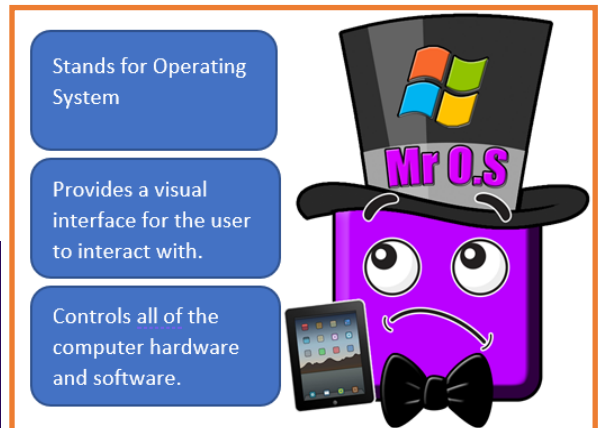 Stands for Operating
System
Provides a visual
interface for the user
to interact with.
Controls all of the
computer hardware
and software.
Mr O.S